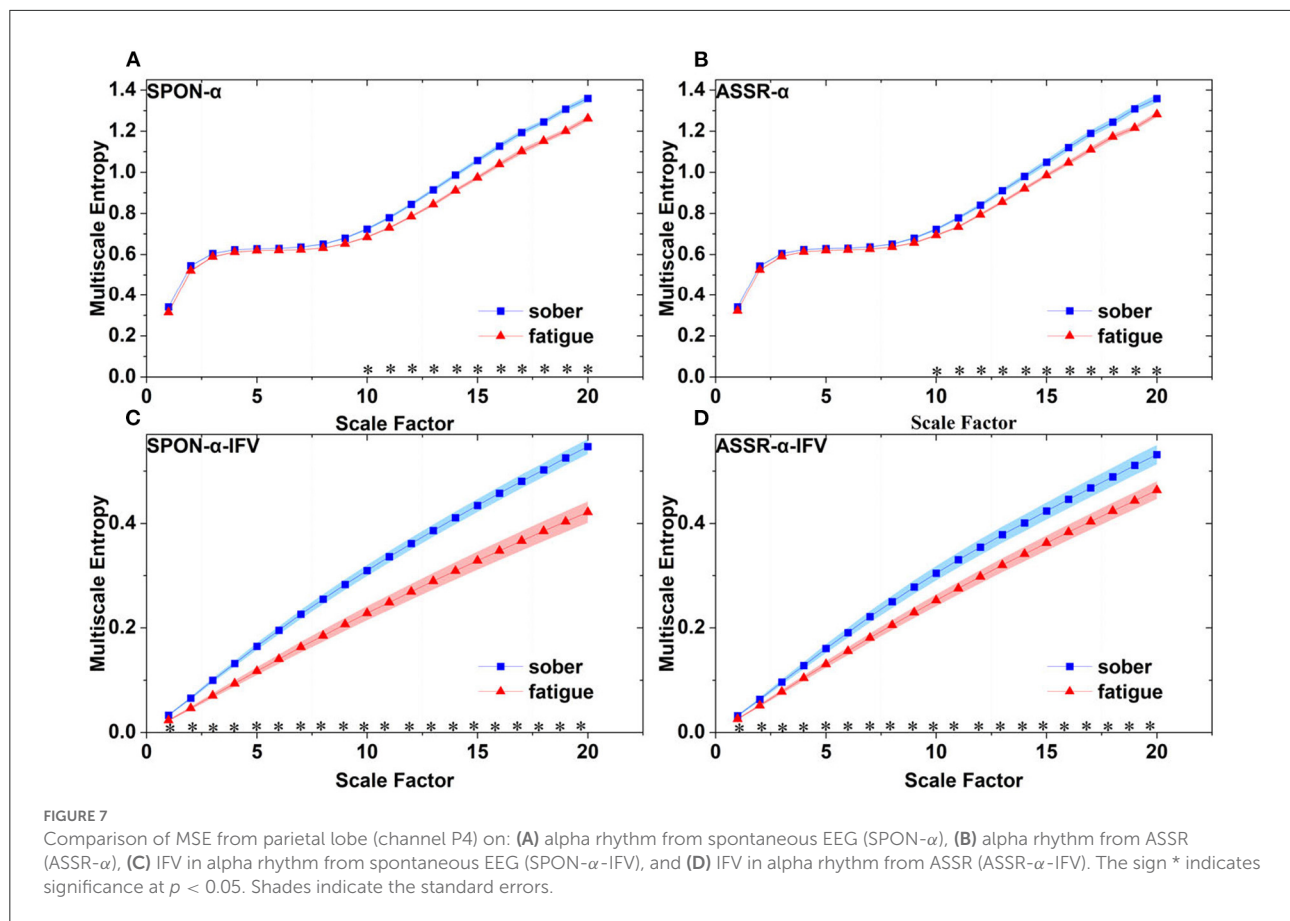 A
SPON-α
Multiscale Entropy
1.4
1.2
1.0
0.8
0.6
0.4
0.2
0.0
sober
fatigue
* * * * * * * * * * *
0 5 10 15 20
Scale Factor
B
ASSR-α
Multiscale Entropy
1.4
1.2
1.0
0.8
0.6
0.4
0.2
0.0
sober
fatigue
* * * * * * * * * * *
0 5 10 15 20
Scale Factor
C
SPON-α-IFV
Multiscale Entropy
0.4
0.2
0.0
sober
fatigue
* * * * * * * * * * * * * * * * * * * *
0 5 10 15 20
Scale Factor
D
ASSR-α-IFV
Multiscale Entropy
0.4
0.2
0.0
sober
fatigue
* * * * * * * * * * * * * * * * * * * *
0 5 10 15 20
Scale Factor
FIGURE 7
Comparison of MSE from parietal lobe (channel P4) on: (A) alpha rhythm from spontaneous EEG (SPON-α), (B) alpha rhythm from ASSR
(ASSR-α), (C) IFV in alpha rhythm from spontaneous EEG (SPON-α-IFV), and (D) IFV in alpha rhythm from ASSR (ASSR-α-IFV). The sign * indicates
significance at p < 0.05. Shades indicate the standard errors.